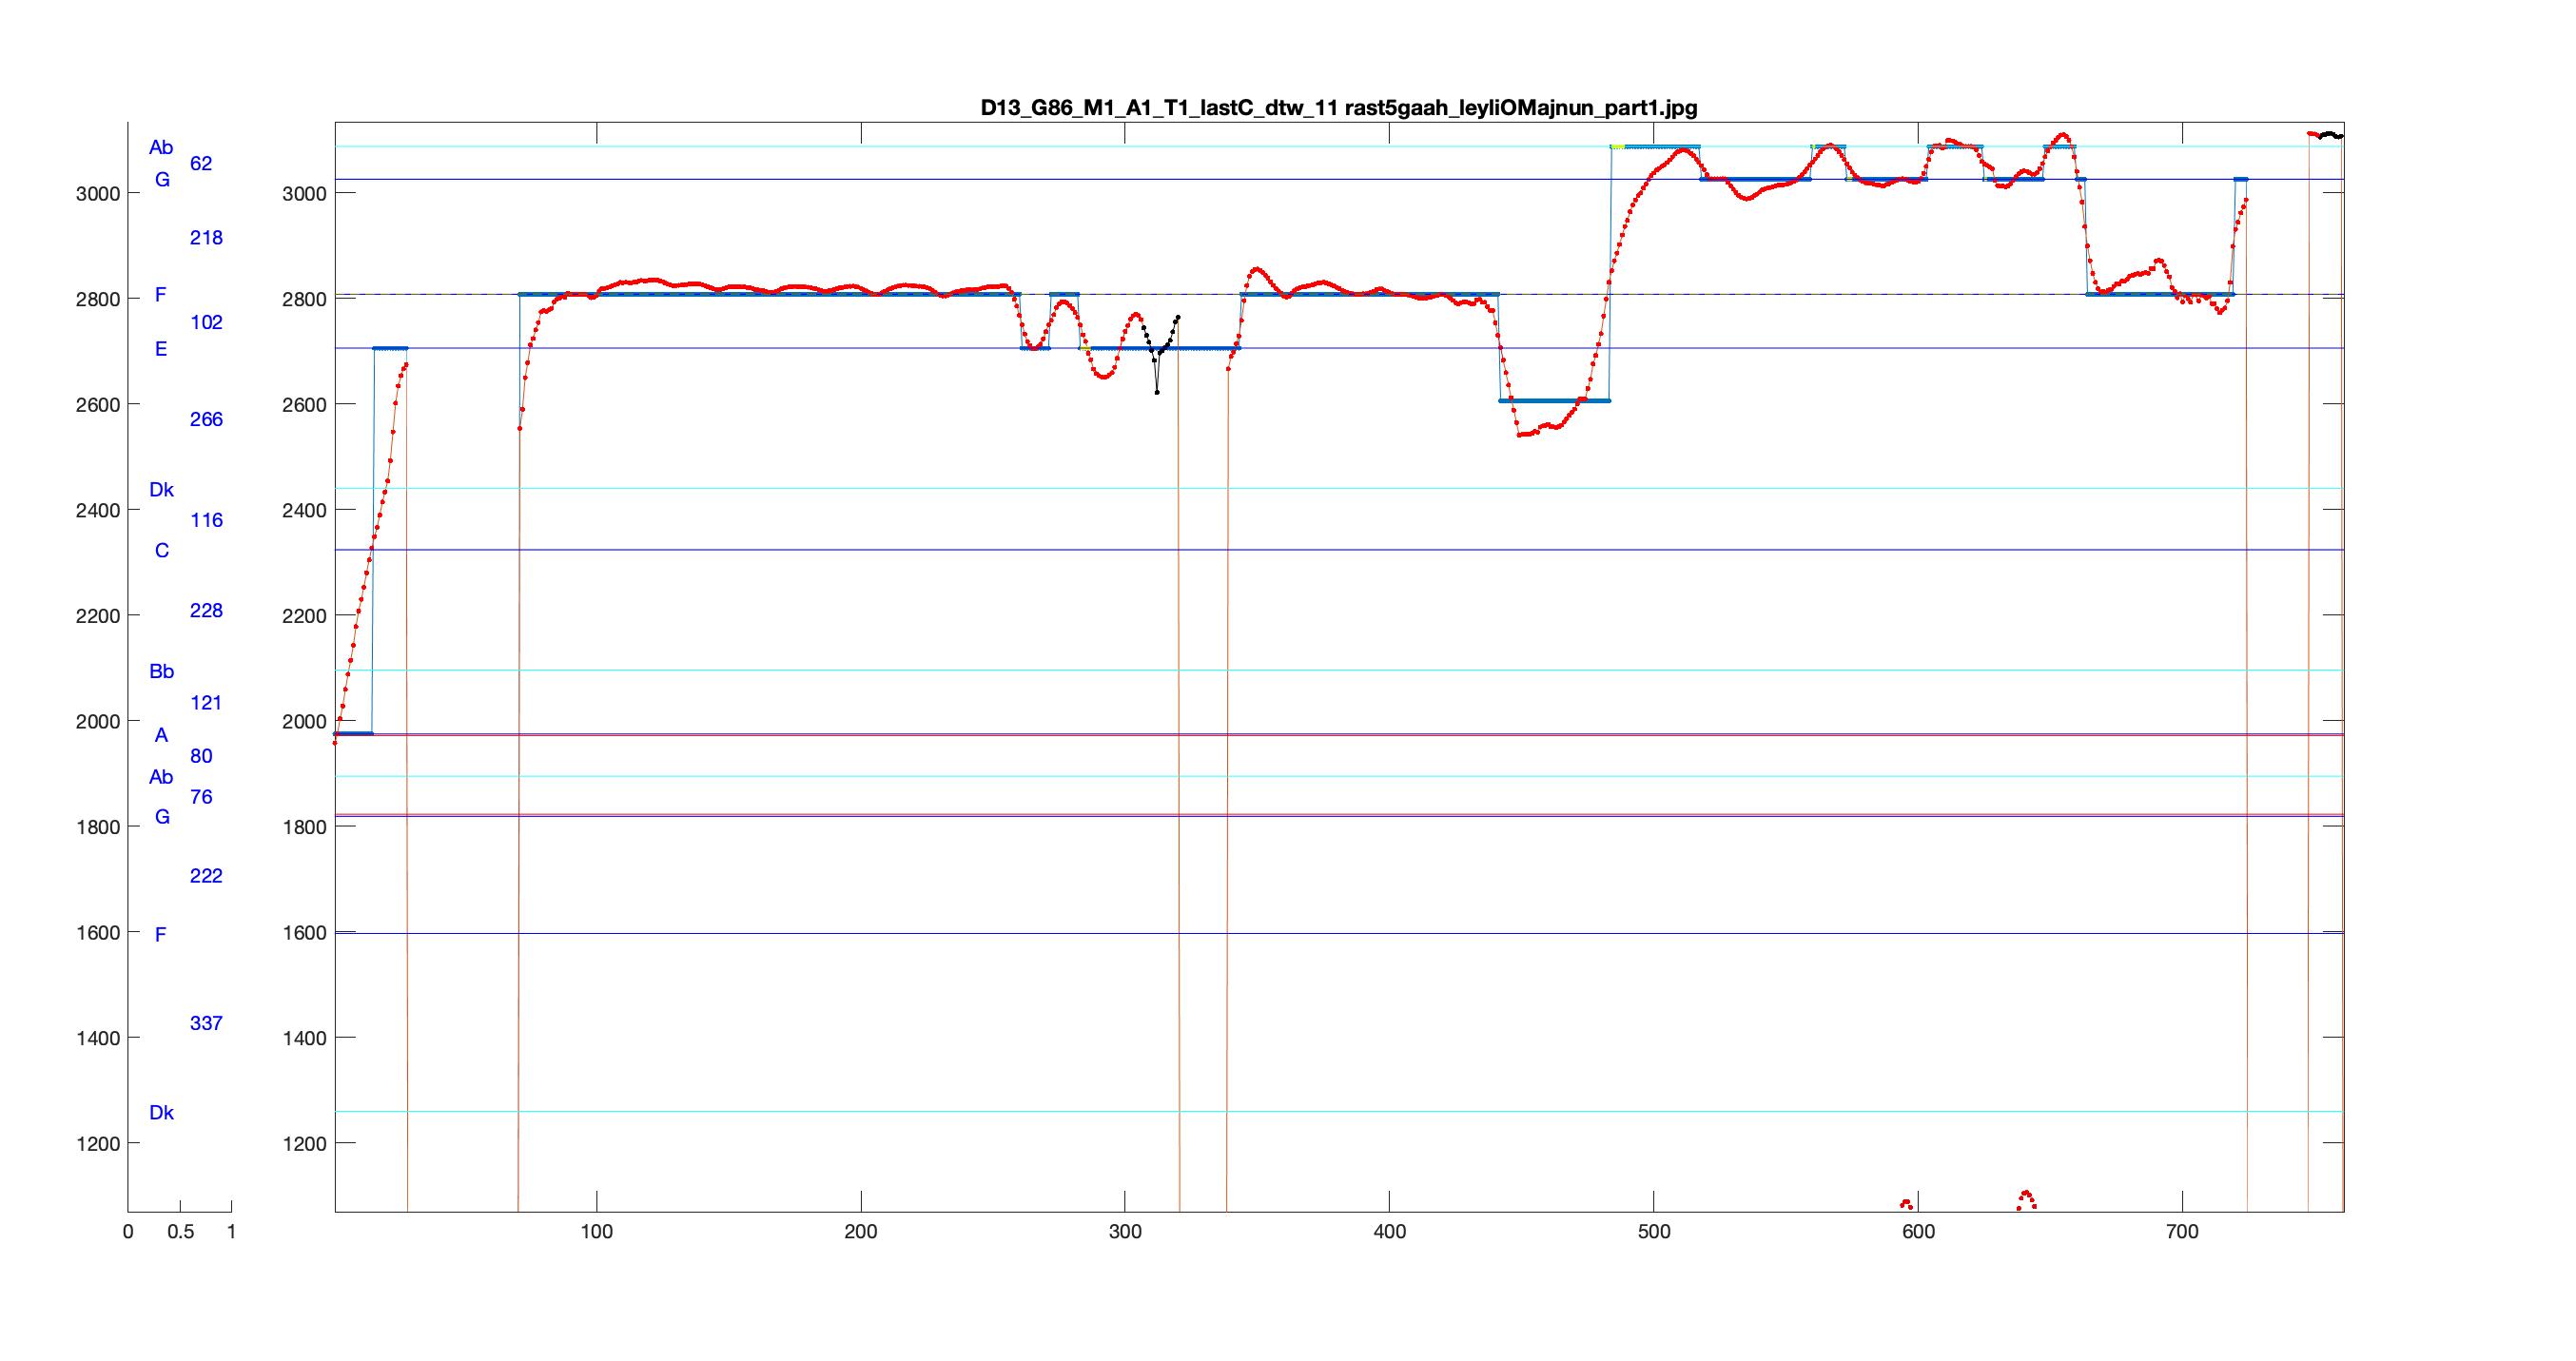 D13_G86_M1_A1_T1_lastC_dtw_11 rast5gaah_leyliOMajnun_part1.jpg
Ab
62
G
3000 3000
218
F
2800 2800
102
E
2600 2600
266
Dk
2400 2400
116
C
228
2200 2200
Bb
121
2000 2000
A
80
Ab
76
G
1800 1800
222
F
1600 1600
337
1400 1400
Dk
1200 1200
0 0.5 1 100 200 300 400 500 600 700